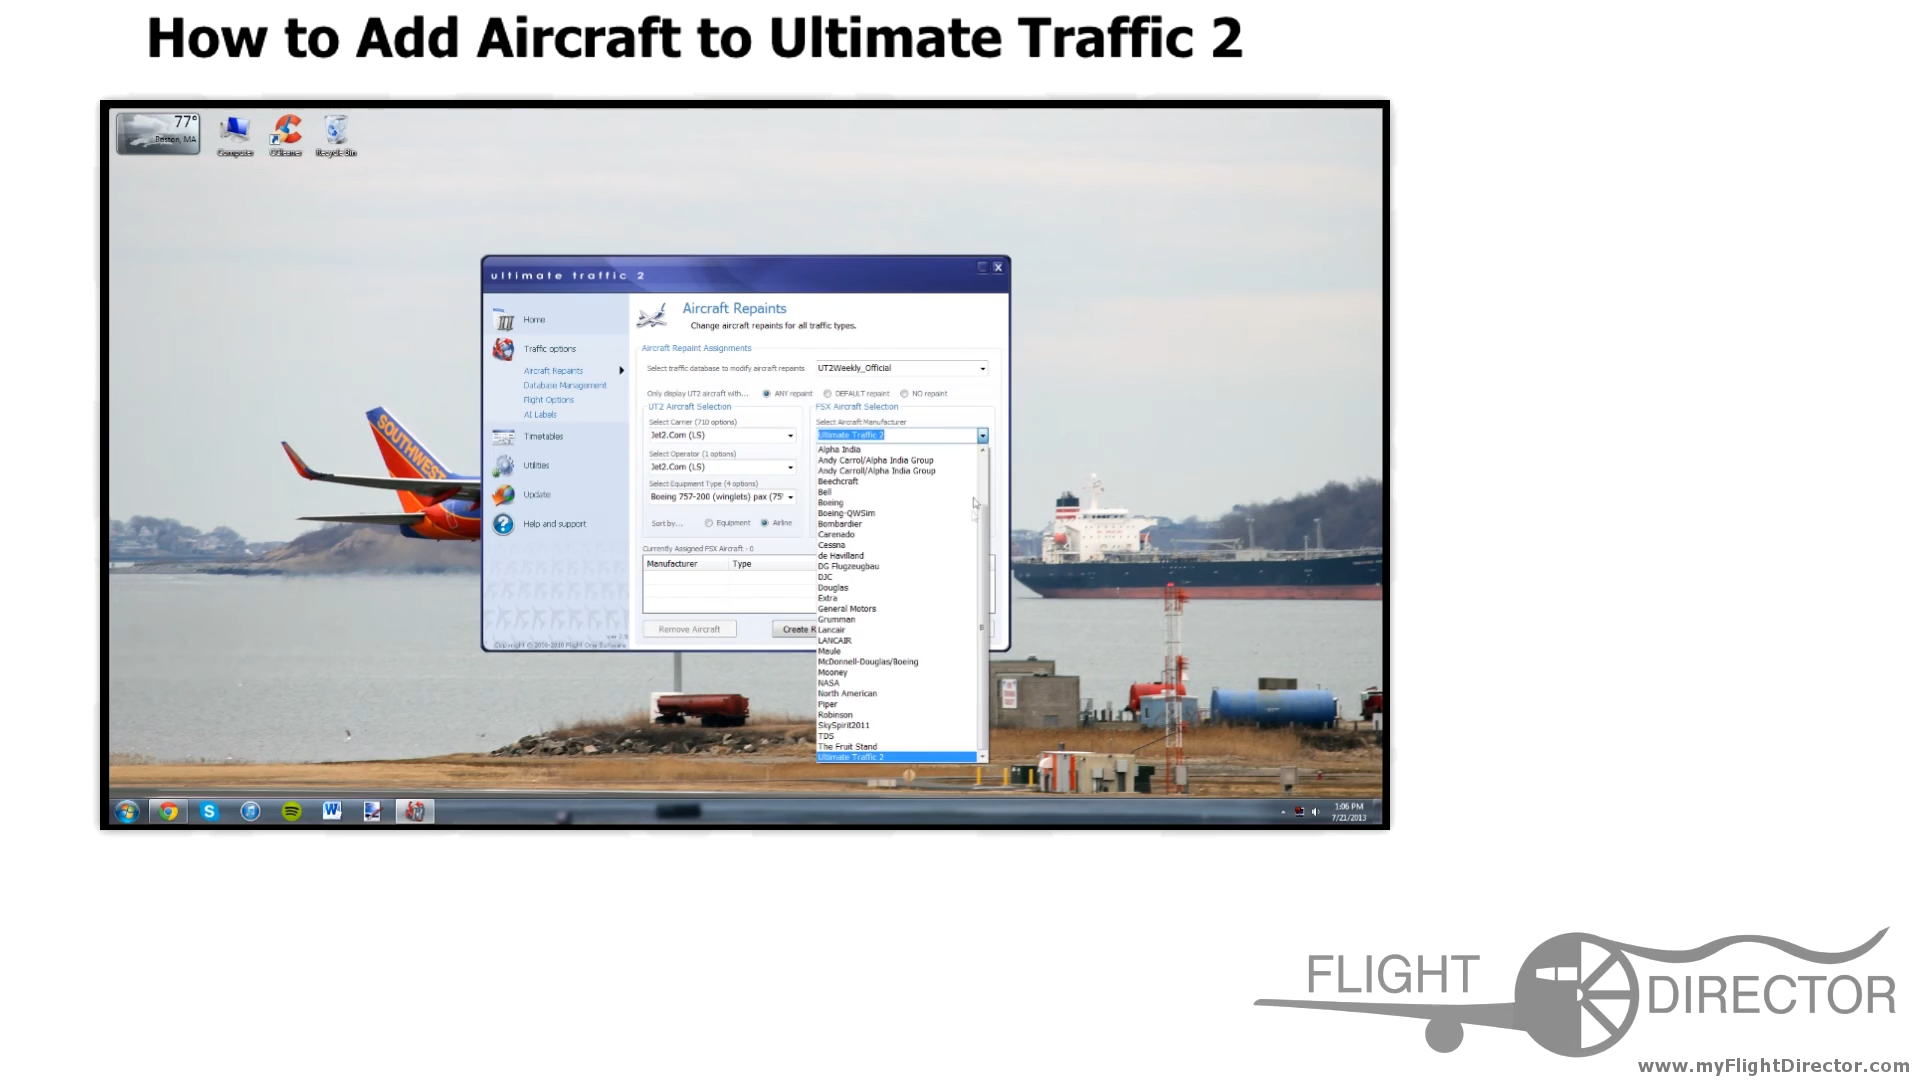 How to Add Aircraft to Ultimate Traffic 2
77°
Boston, MA
Computer
CCleaner
Recycle Bin
SOUTHWEST
ultimate traffic 2
Home
Traffic options
Aircraft Repaints
Database Management
Flight Options
AI Labels
Timetables
Utilities
Update
Help and support
Copyright © 2006-2010 Flight One Software
Aircraft Repaints
Change aircraft repaints for all traffic types.
Aircraft Repaint Assignments
Select traffic database to modify aircraft repaints
UT2Weekly_Official
Only display UT2 aircraft with...
ANY repaint
DEFAULT repaint
NO repaint
UT2 Aircraft Selection
Select Carrier (710 options)
Jet2.Com (LS)
Select Operator (1 options)
Jet2.Com (LS)
Select Equipment Type (4 options)
Boeing 757-200 (winglets) pax (75
Sort by...
Equipment
Airline
Currently Assigned FSX Aircraft - 0
Manufacturer
Type
Remove Aircraft
Create R
FSX Aircraft Selection
Select Aircraft Manufacturer
Ultimate Traffic 2
Alpha India
Andy Carrol/Alpha India Group
Andy Carroll/Alpha India Group
Beechcraft
Bell
Boeing
Boeing-QWSim
Bombardier
Carenado
Cessna
de Havilland
DG Flugzeugbau
DJC
Douglas
Extra
General Motors
Grumman
Lancair
LANCAIR
Maule
McDonnell-Douglas/Boeing
Mooney
NASA
North American
Piper
Robinson
SkySpirit2011
TDS
The Fruit Stand
Ultimate Traffic 2
1:06 PM
7/21/2013
FLIGHT
DIRECTOR
www.myFlightDirector.com